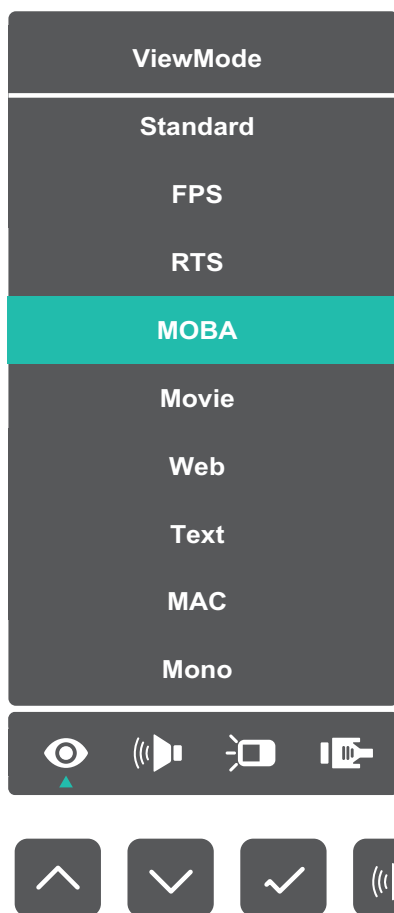 ViewMode
Standard
FPS
RTS
MOBA
Movie
Web
Text
MAC
Mono